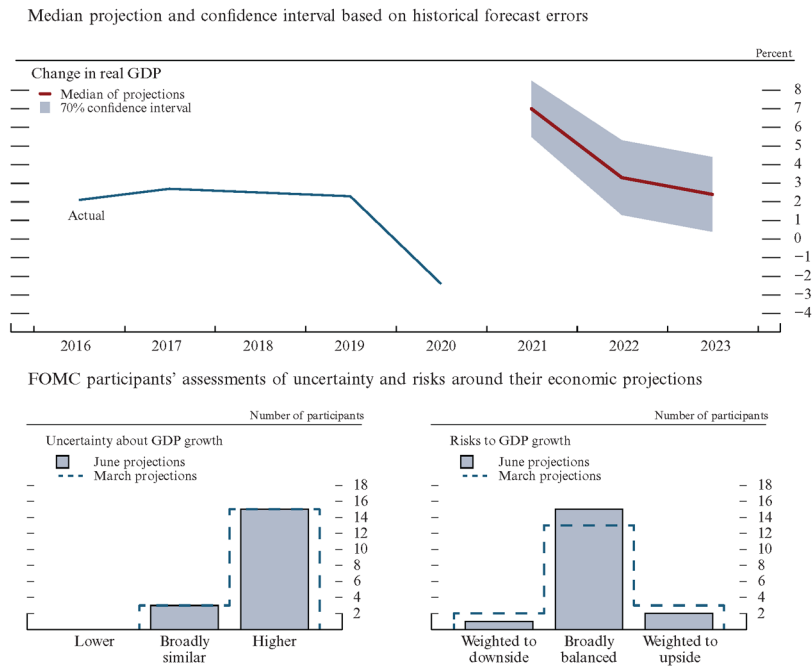 Median projection and confidence interval based on historical forecast errors
Percent
Change in real GDP
Median of projections
70% confidence interval
Actual
8
7
6
5
4
3
2
1
0
−1
−2
−3
−4
2016 2017 2018 2019 2020 2021 2022 2023
FOMC participants’ assessments of uncertainty and risks around their economic projections
Number of participants
Uncertainty about GDP growth
June projections
March projections
18
16
14
12
10
8
6
4
2
Lower Broadly similar Higher
Number of participants
Risks to GDP growth
June projections
March projections
18
16
14
12
10
8
6
4
2
Weighted to downside Broadly balanced Weighted to upside